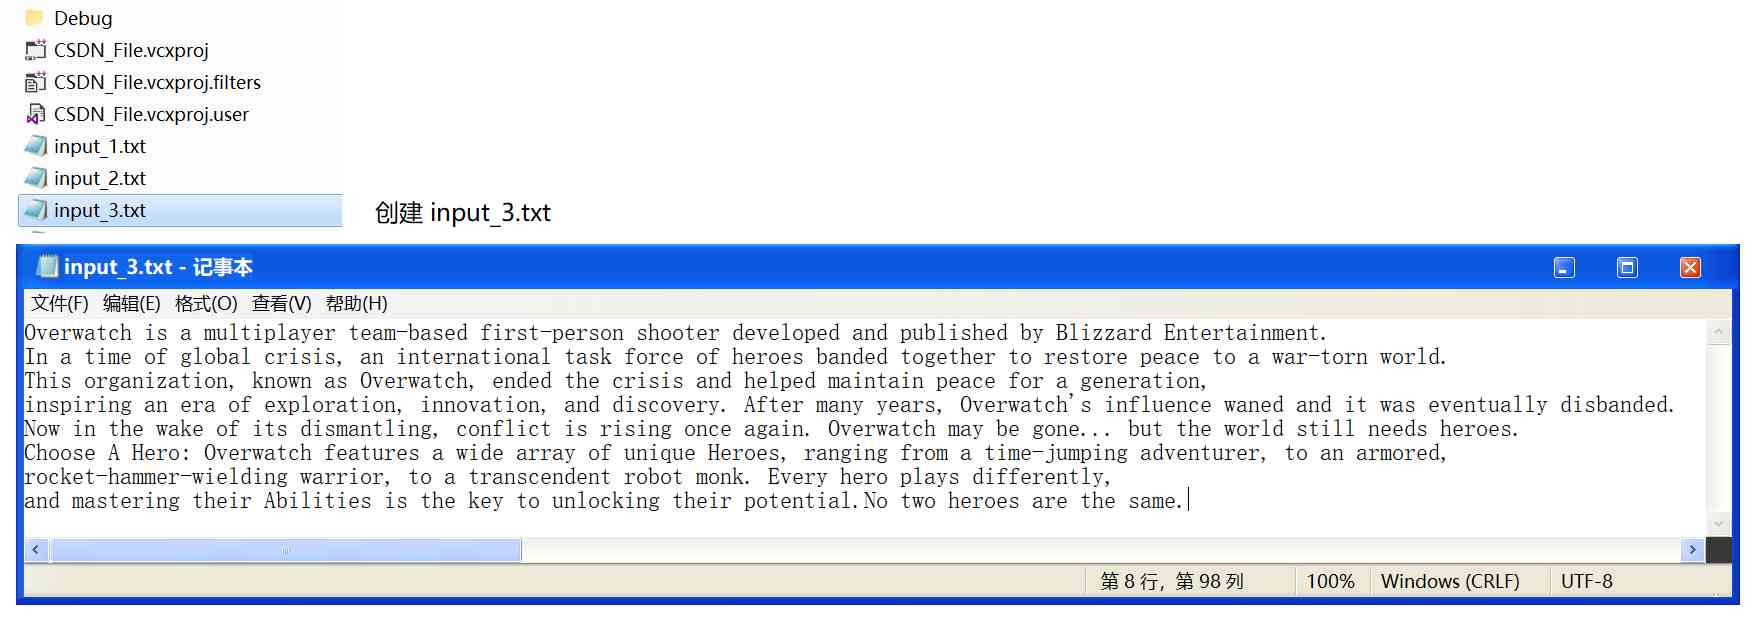 Debug
CSDN_File.vcxproj
CSDN_File.vcxproj.filters
CSDN_File.vcxproj.user
input_1.txt
input_2.txt
input_3.txt
创建 input_3.txt
input_3.txt - 记事本
文件(F) 编辑(E) 格式(O) 查看(V) 帮助(H)
Overwatch is a multiplayer team-based first-person shooter developed and published by Blizzard Entertainment.
In a time of global crisis, an international task force of heroes banded together to restore peace to a war-torn world.
This organization, known as Overwatch, ended the crisis and helped maintain peace for a generation,
inspiring an era of exploration, innovation, and discovery. After many years, Overwatch's influence waned and it was eventually disbanded.
Now in the wake of its dismantling, conflict is rising once again. Overwatch may be gone... but the world still needs heroes.
Choose A Hero: Overwatch features a wide array of unique Heroes, ranging from a time-jumping adventurer, to an armored,
rocket-hammer-wielding warrior, to a transcendent robot monk. Every hero plays differently,
and mastering their Abilities is the key to unlocking their potential.No two heroes are the same.
第 8 行，第 98 列 100% Windows (CRLF) UTF-8